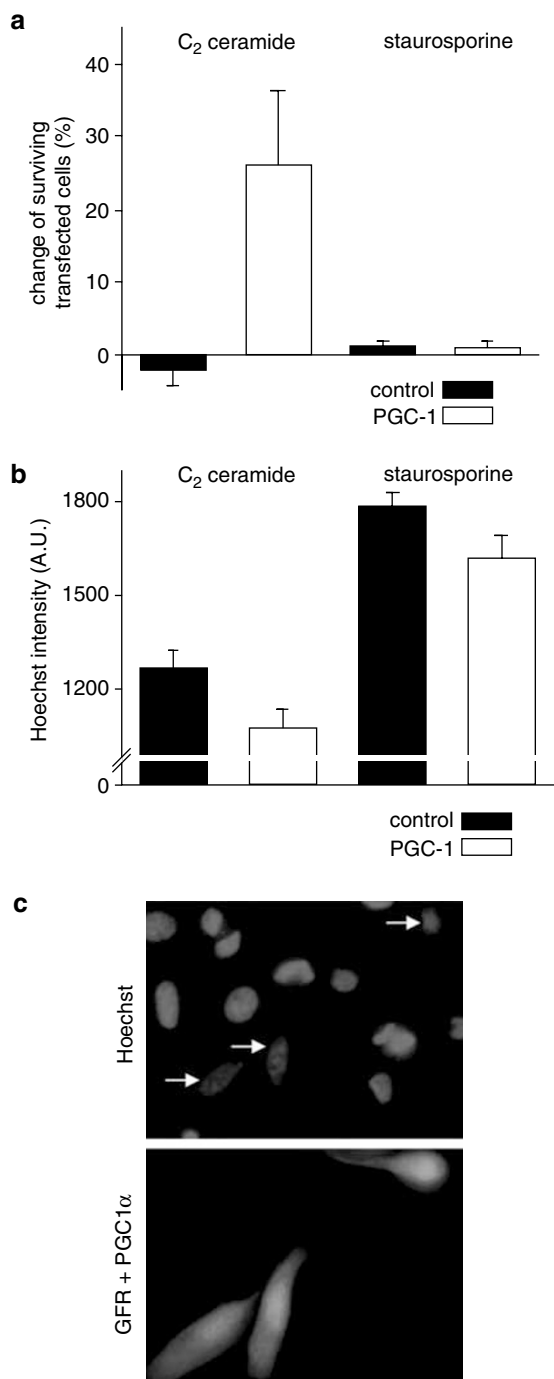 a
C₂ ceramide staurosporine
change of surviving
transfected cells (%)
40
30
20
10
0
control
PGC-1
b
C₂ ceramide staurosporine
Hoechst intensity (A.U.)
1800
1500
1200
0
control
PGC-1
c
Hoechst
GFR + PGC1α